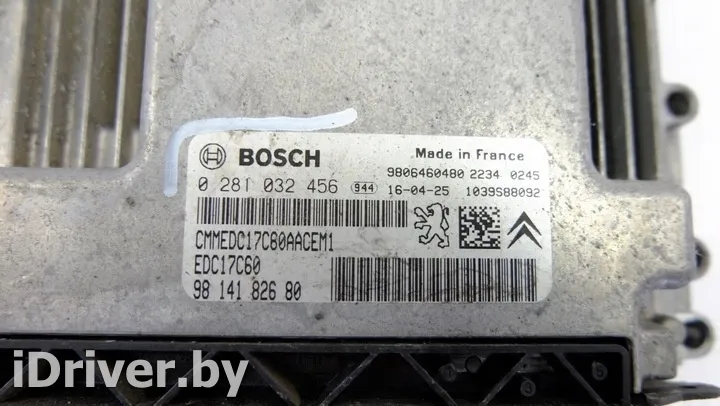 BOSCH
Made in France
9806460480 2234 0245
0 281 032 456 944 16-04-25 1039S88092
CMMEDC17C60AACEM1
EDC17C60
98 141 826 80
iDriver.by